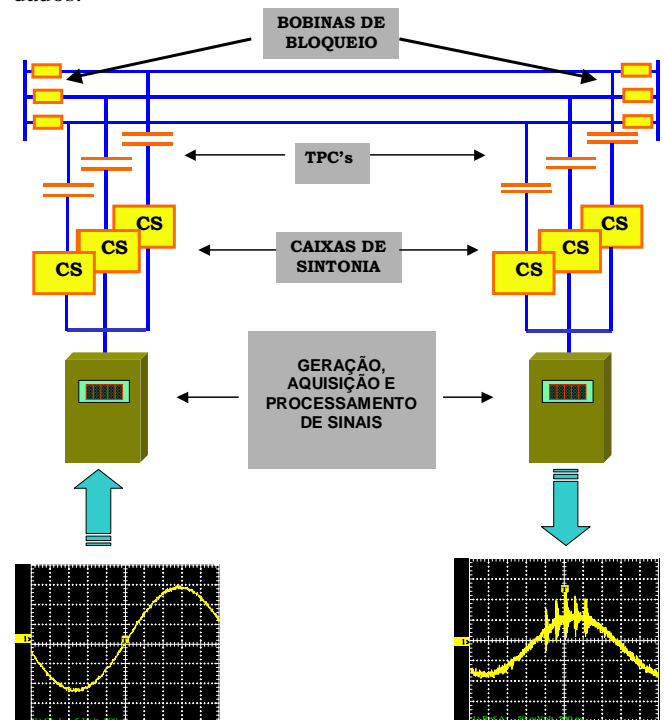 dados.
BOBINAS DE
BLOQUEIO
TPC's
CS
CS
CS
CS
CS
CS
CAIXAS DE
SINTONIA
GERAÇÃO,
AQUISIÇÃO E
PROCESSAMENTO
DE SINAIS